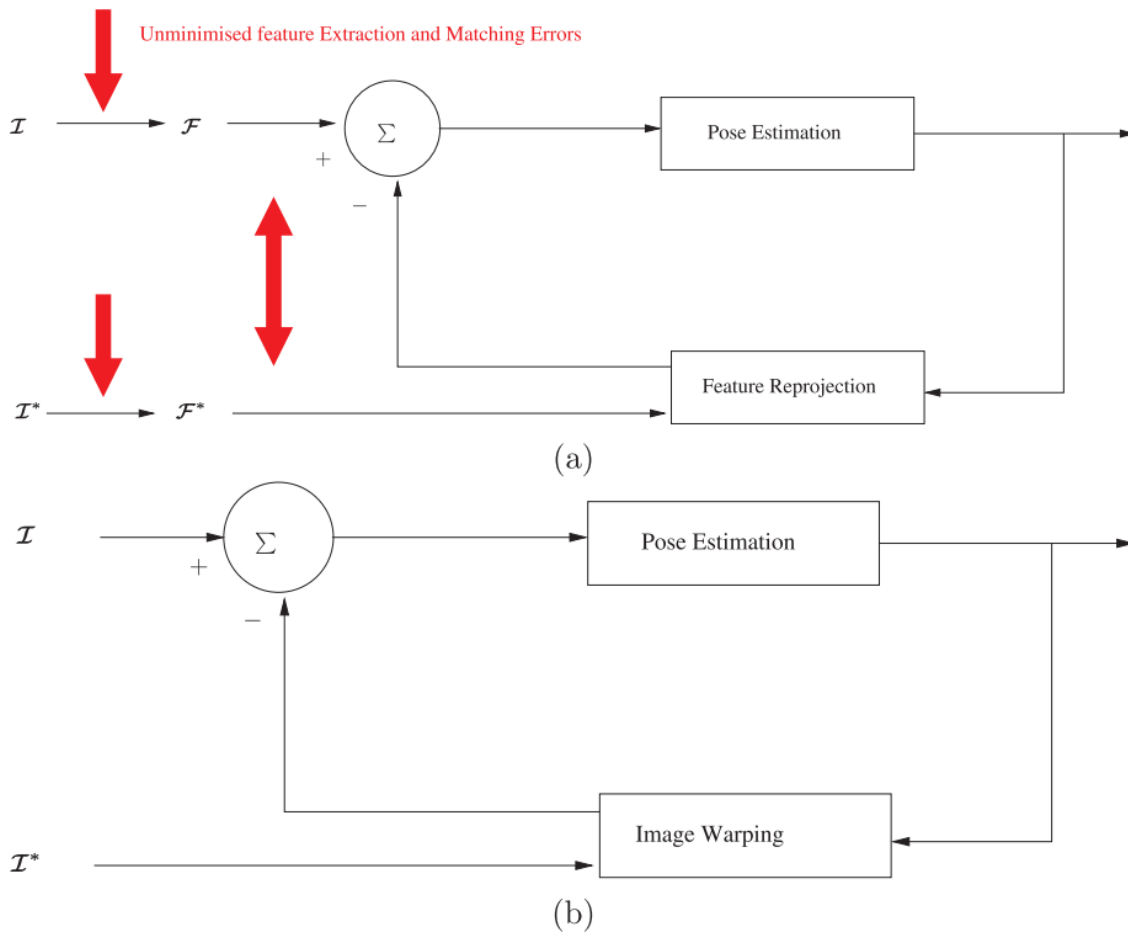 Unminimised feature Extraction and Matching Errors
𝓘 𝓕 Σ Pose Estimation
+
−
Feature Reprojection
𝓘* 𝓕*
(a)
𝓘 Σ Pose Estimation
+
−
Image Warping
𝓘*
(b)